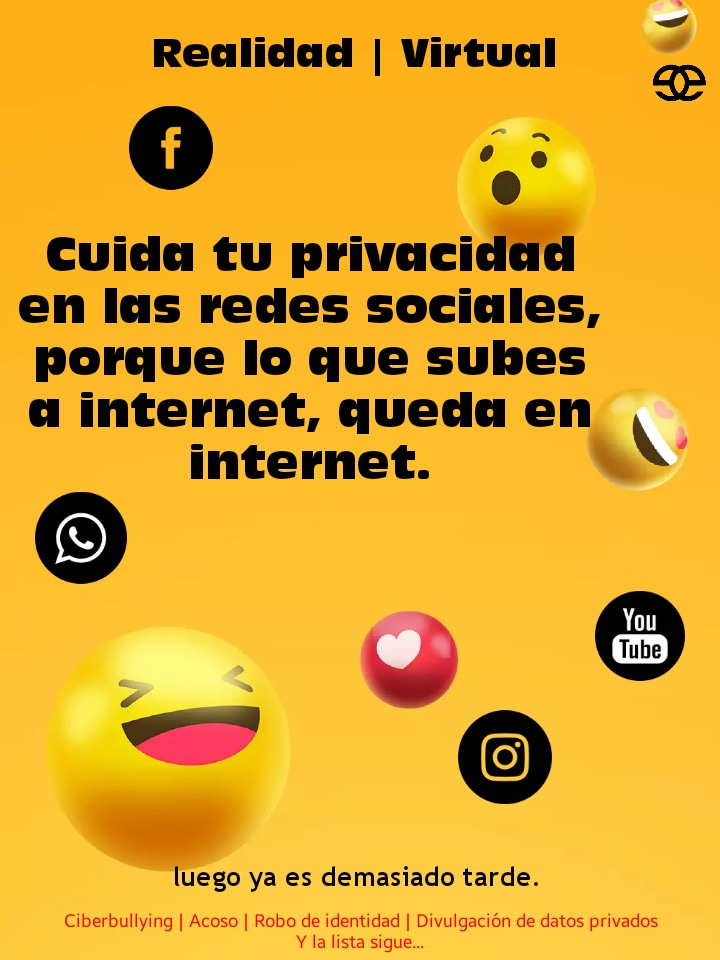 Realidad | Virtual
Cuida tu privacidad
en las redes sociales,
porque lo que subes
a internet, queda en
internet.
You
Tube
luego ya es demasiado tarde.
Ciberbullying | Acoso | Robo de identidad | Divulgación de datos privados
Y la lista sigue...